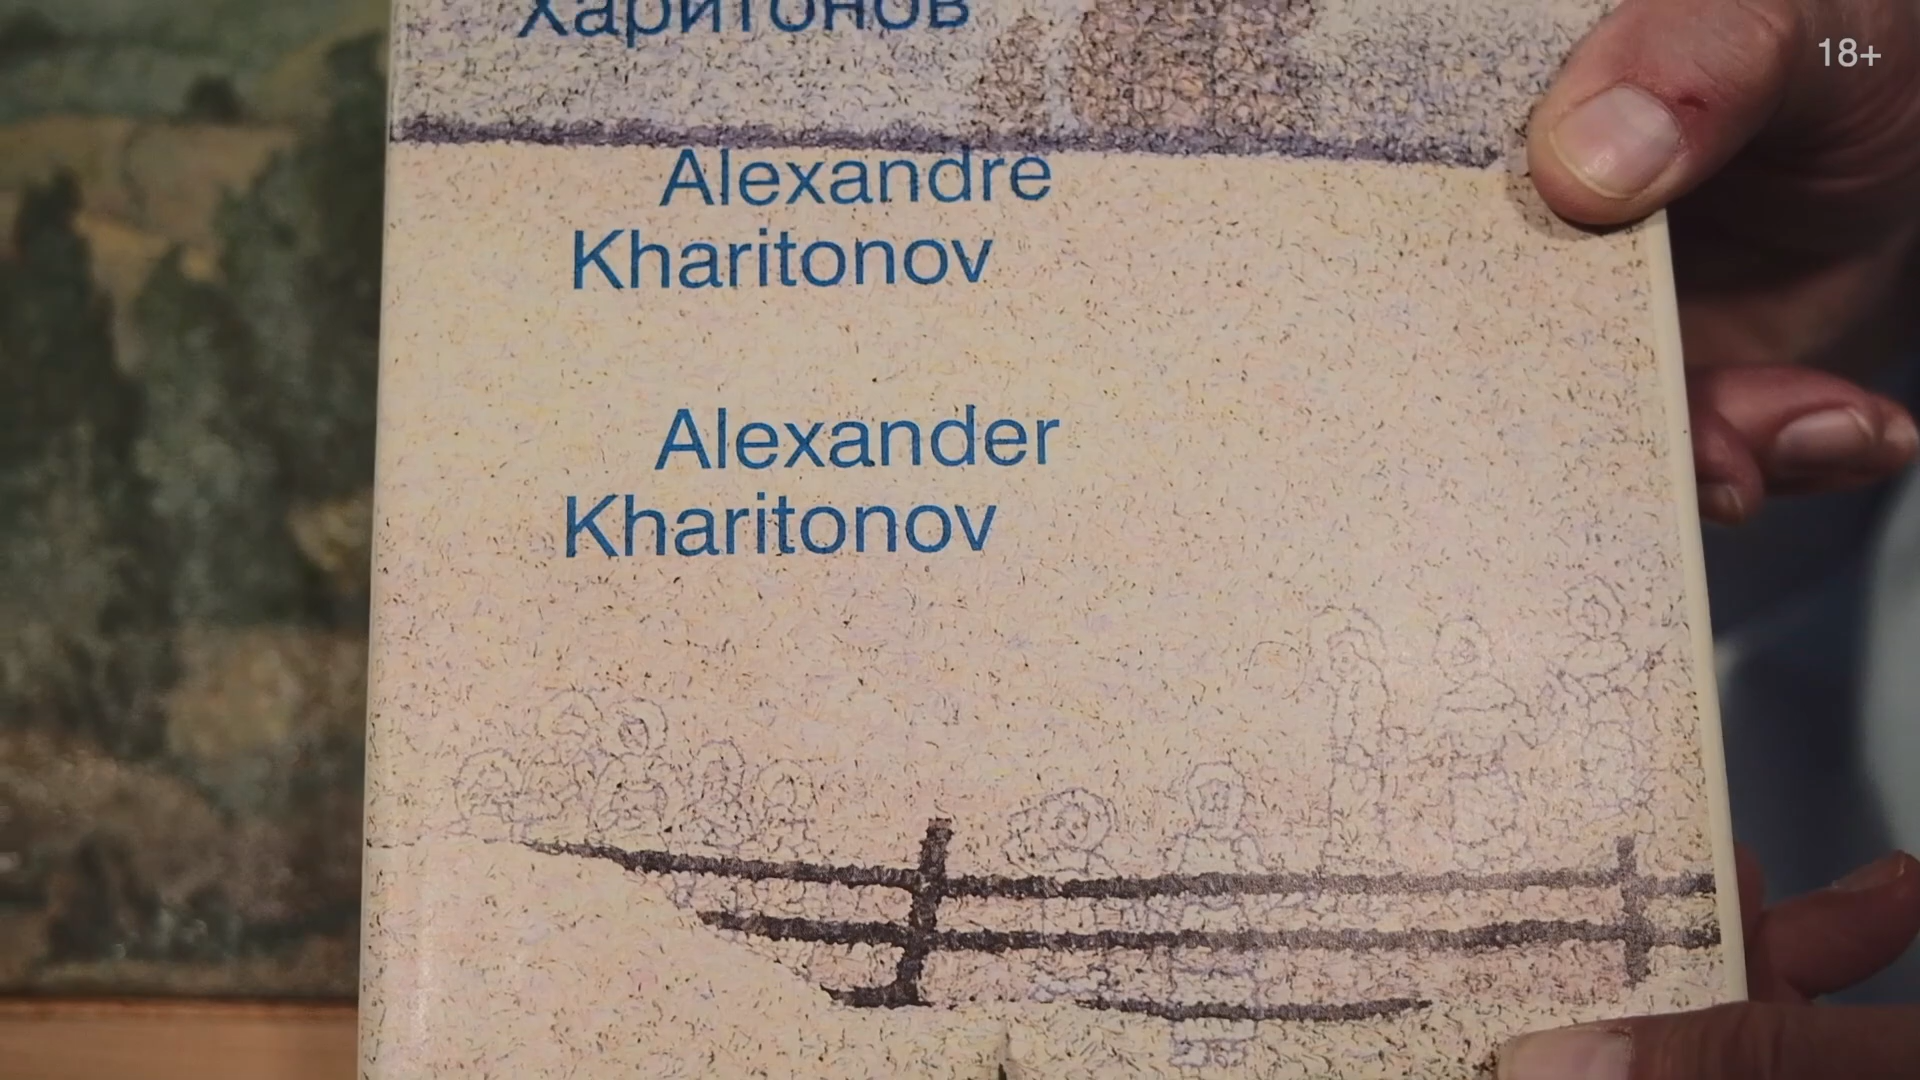 Харитонов
18+
Alexandre
Kharitonov
Alexander
Kharitonov